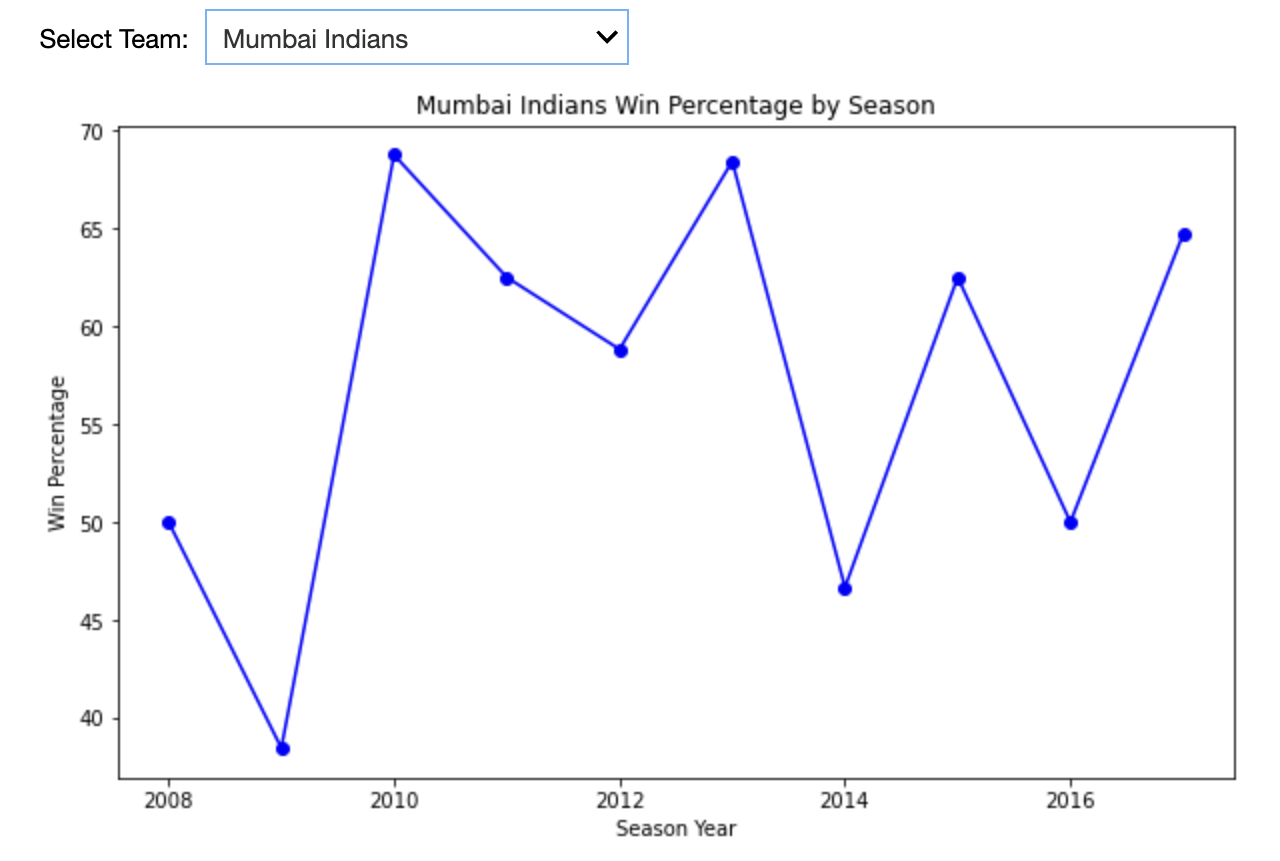 Select Team: Mumbai Indians
Mumbai Indians Win Percentage by Season
70
65
60
55
50
45
40
Win Percentage
2008 2010 2012 2014 2016
Season Year